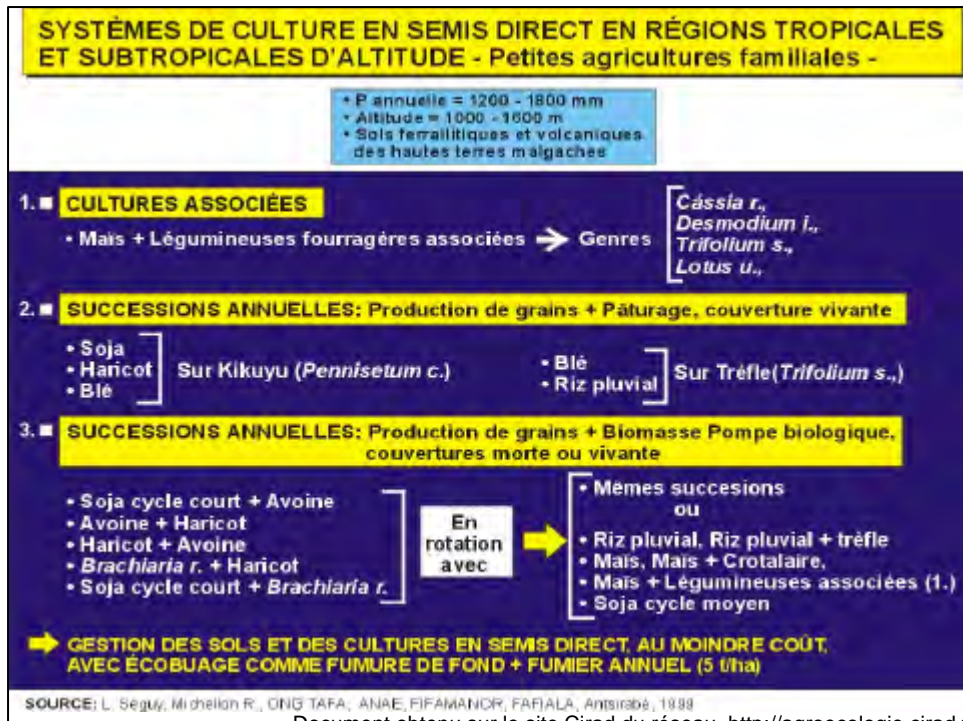 SYSTÈMES DE CULTURE EN SEMIS DIRECT EN RÉGIONS TROPICALES
ET SUBTROPICALES D'ALTITUDE - Petites agricultures familiales -
• P annuelle = 1200 - 1800 mm
• Altitude = 1000 - 1600 m
• Sols ferrallitiques et volcaniques
des hautes terres malgaches
1. ■ CULTURES ASSOCIÉES
• Maïs + Légumineuses fourragères associées → Genres
Cássia r.,
Desmodium i.,
Trifolium s.,
Lotus u.,
2. ■ SUCCESSIONS ANNUELLES: Production de grains + Pâturage, couverture vivante
• Soja
• Haricot
• Blé
Sur Kikuyu (Pennisetum c.)
• Blé
• Riz pluvial
Sur Trèfle(Trifolium s.,)
3. ■ SUCCESSIONS ANNUELLES: Production de grains + Biomasse Pompe biologique,
couvertures morte ou vivante
• Soja cycle court + Avoine
• Avoine + Haricot
• Haricot + Avoine
• Brachiaria r. + Haricot
• Soja cycle court + Brachiaria r.
En
rotation
avec
• Mêmes succesions
ou
• Riz pluvial, Riz pluvial + trèfle
• Maïs, Maïs + Crotalaire,
• Maïs + Légumineuses associées (1.)
• Soja cycle moyen
GESTION DES SOLS ET DES CULTURES EN SEMIS DIRECT, AU MOINDRE COÛT,
AVEC ÉCOBUAGE COMME FUMURE DE FOND + FUMIER ANNUEL (5 t/ha)
SOURCE: L. Séguy, Michellon R., ONG TAFA, ANAE, FIFAMANOR, FAFIALA, Antsirabé, 1999
Document obtenu sur le site Cirad du réseau http://agroecologie.cirad.